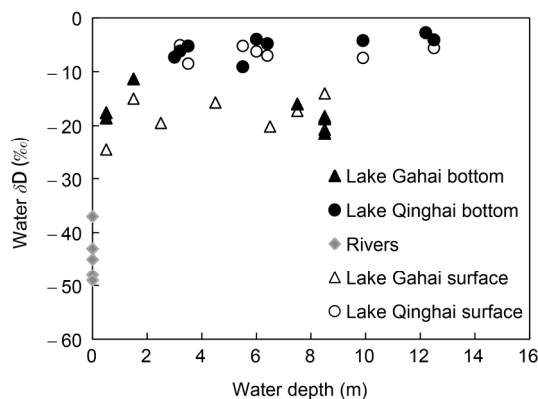 0
−10
−20
−30
−40
−50
−60
Water δD (‰)
Lake Gahai bottom
Lake Qinghai bottom
Rivers
Lake Gahai surface
Lake Qinghai surface
0 2 4 6 8 10 12 14 16
Water depth (m)